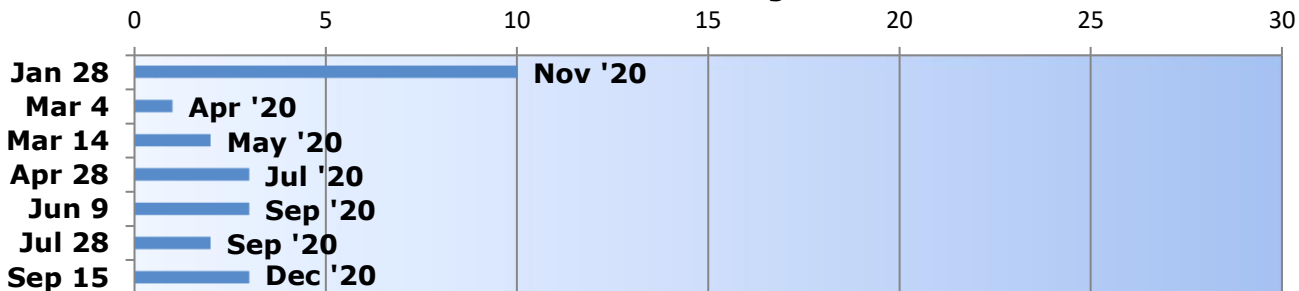 0 5 10 15 20 25 30
Jan 28 Nov '20
Mar 4 Apr '20
Mar 14 May '20
Apr 28 Jul '20
Jun 9 Sep '20
Jul 28 Sep '20
Sep 15 Dec '20